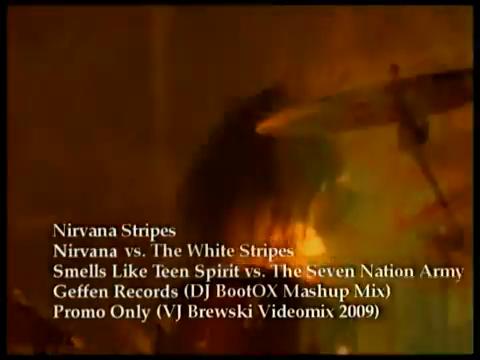 Nirvana Stripes
Nirvana vs. The White Stripes
Smells Like Teen Spirit vs. The Seven Nation Army
Geffen Records (DJ BootOX Mashup Mix)
Promo Only (VJ Brewski Videomix 2009)